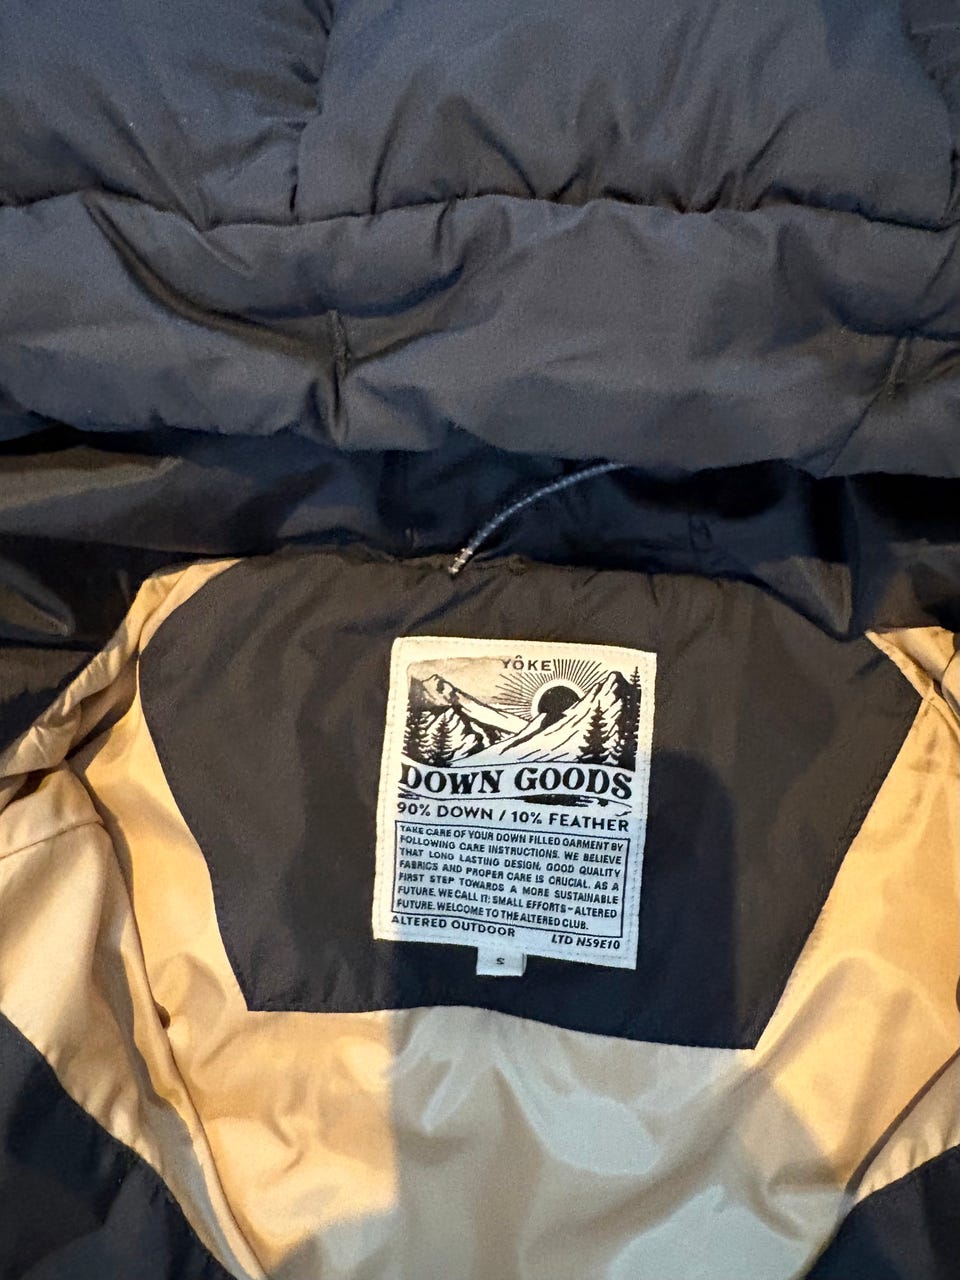 YÔKE
DOWN GOODS
90% DOWN / 10% FEATHER
TAKE CARE OF YOUR DOWN FILLED GARMENT BY
FOLLOWING CARE INSTRUCTIONS. WE BELIEVE
THAT LONG LASTING DESIGN, GOOD QUALITY
FABRICS AND PROPER CARE IS CRUCIAL. AS A
FIRST STEP TOWARDS A MORE SUSTAINABLE
FUTURE. WE CALL IT: SMALL EFFORTS - ALTERED
FUTURE. WELCOME TO THE ALTERED CLUB.
ALTERED OUTDOOR LTD N59E10
S